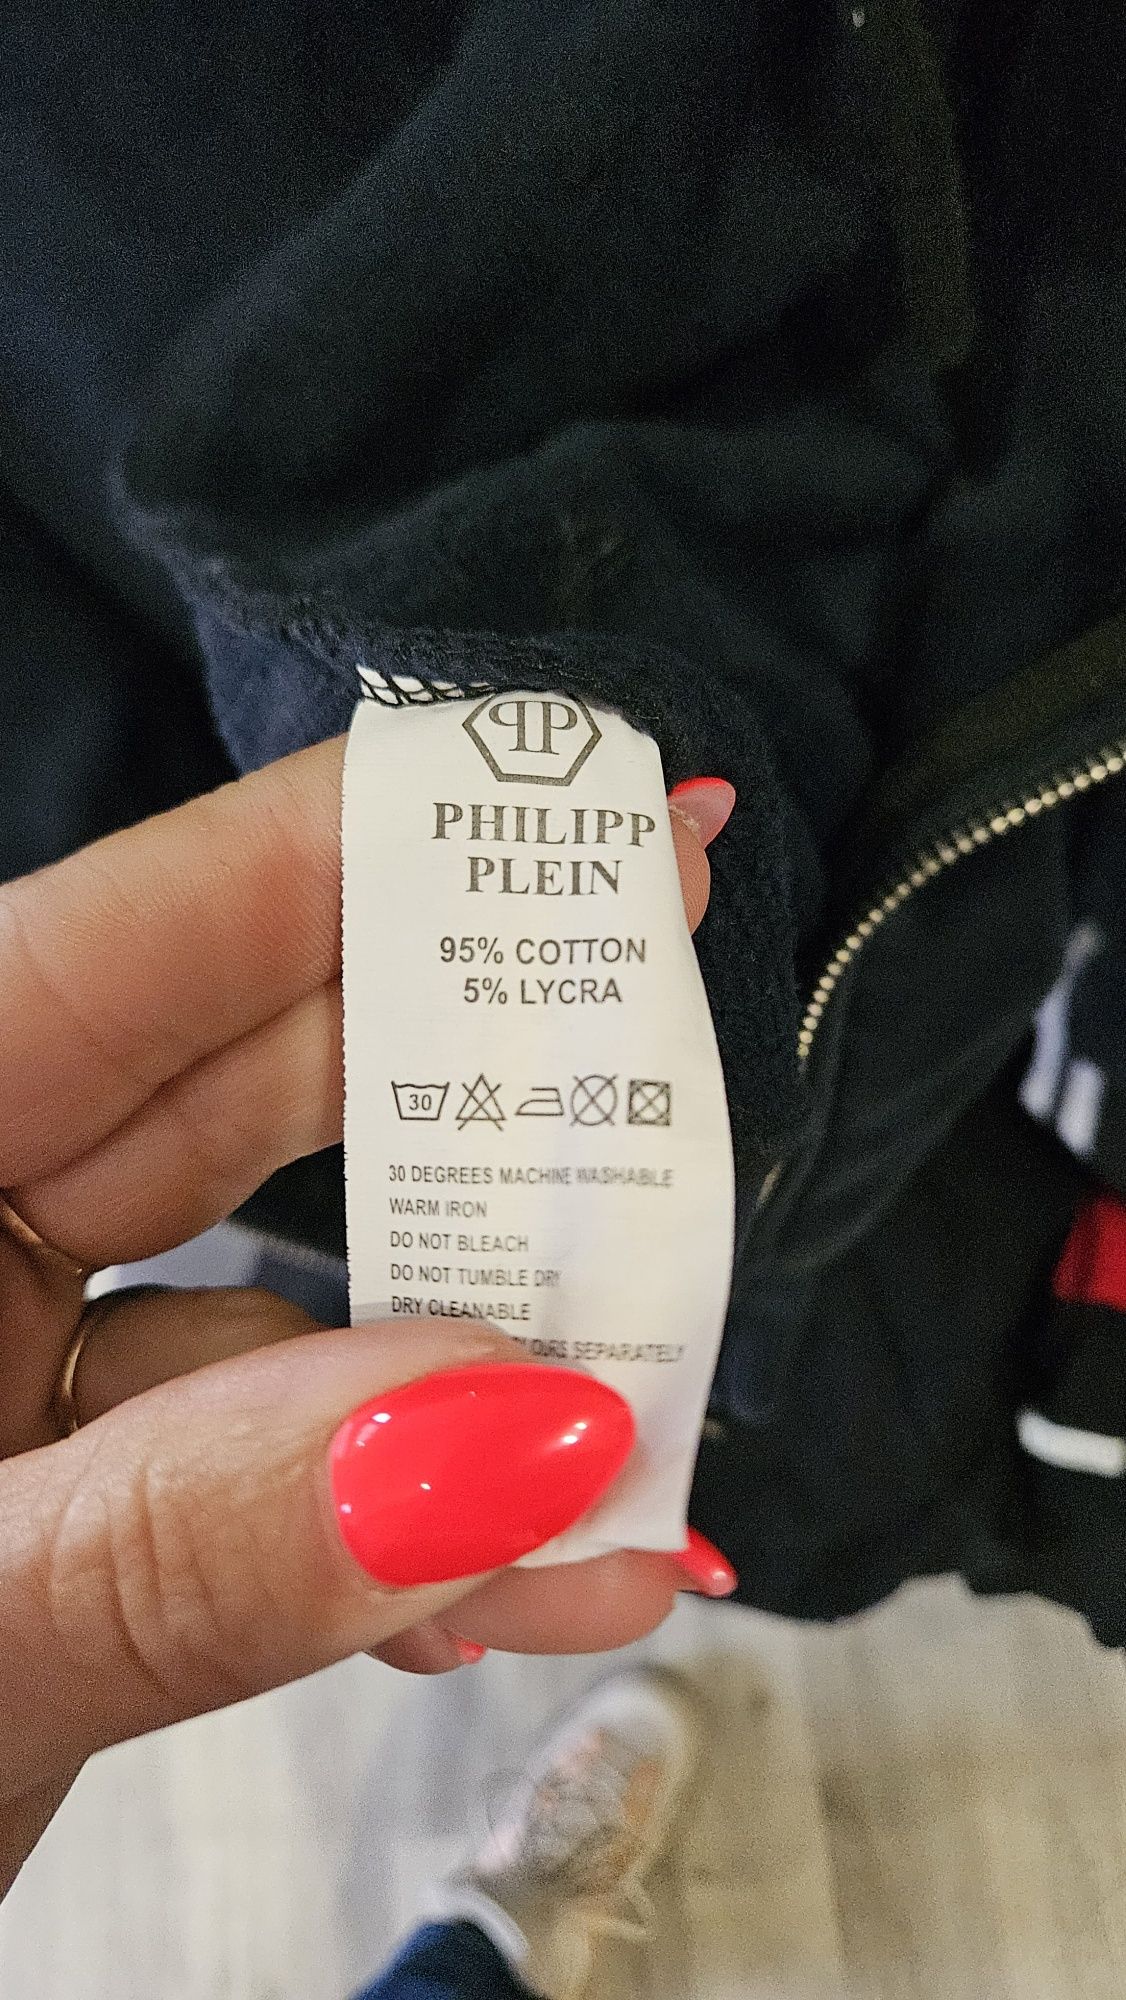 PHILIPP
PLEIN
95% COTTON
5% LYCRA
30
30 DEGREES MACHINE WASHABLE
WARM IRON
DO NOT BLEACH
DO NOT TUMBLE DRY
DRY CLEANABLE
SEPARATELY